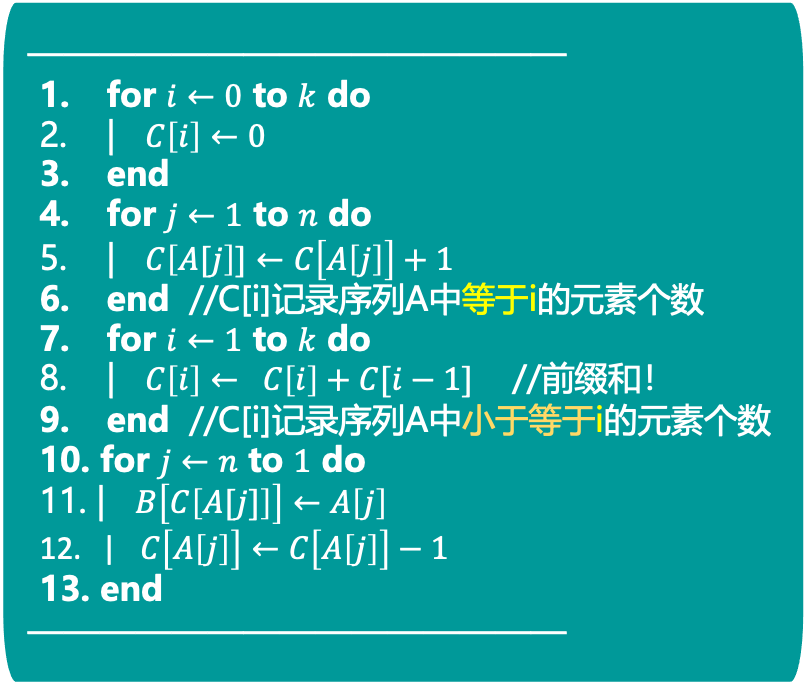 1. for i ← 0 to k do
2. | C[i] ← 0
3. end
4. for j ← 1 to n do
5. | C[A[j]] ← C[A[j]] + 1
6. end //C[i]记录序列A中等于i的元素个数
7. for i ← 1 to k do
8. | C[i] ← C[i] + C[i − 1] //前缀和！
9. end //C[i]记录序列A中小于等于i的元素个数
10. for j ← n to 1 do
11. | B[C[A[j]]] ← A[j]
12. | C[A[j]] ← C[A[j]] − 1
13. end